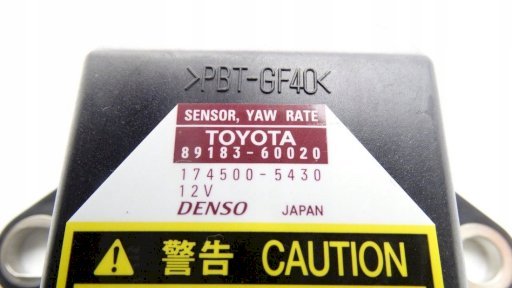 >PBT-GF40<
SENSOR, YAW RATE
TOYOTA
89183-60020
174500-5430
12V
DENSO JAPAN
警告 CAUTION